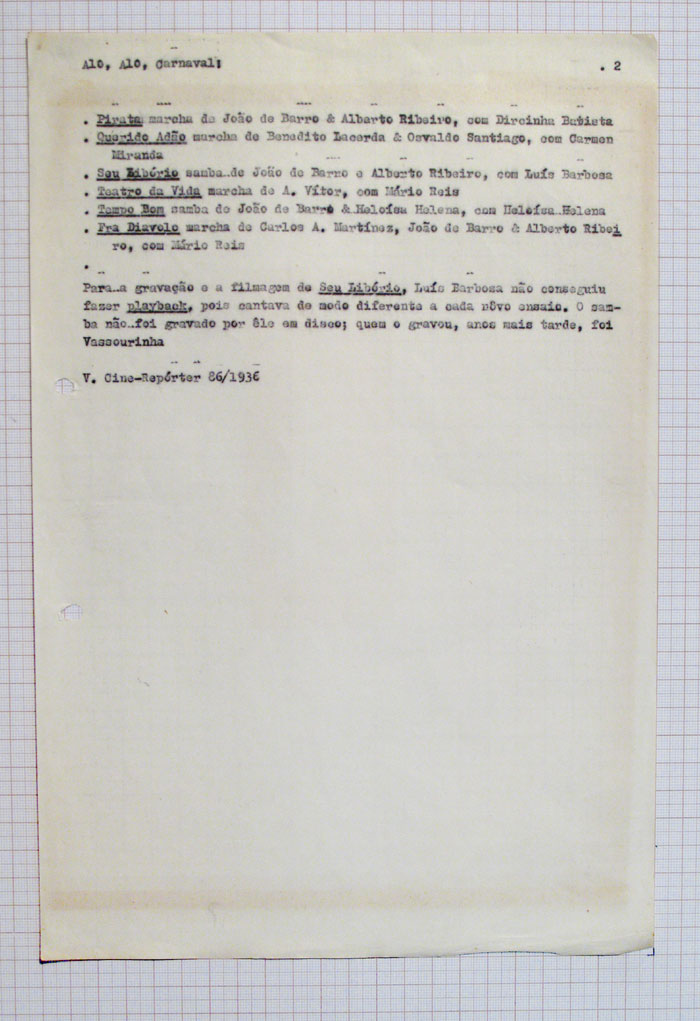 Alo, Alo, Carnaval! . 2
. Pirata marcha de João de Barro & Alberto Ribeiro, com Dircinha Batista
. Querido Adão marcha de Benedito Lacerda & Osvaldo Santiago, com Carmen
Miranda
. Seu Libório samba de João de Barro e Alberto Ribeiro, com Luís Barbosa
. Teatro da Vida marcha de A. Vítor, com Mário Reis
. Tempo Bom samba de João de Barro & Heloísa Helena, com Heloísa Helena
. Fra Diavolo marcha de Carlos A. Martínez, João de Barro & Alberto Ribei
ro, com Mário Reis
.
Para a gravação e a filmagem de Seu Libório, Luís Barbosa não conseguiu
fazer playback, pois cantava de modo diferente a cada nôvo ensaio. O sam-
ba não foi gravado por êle em disco; quem o gravou, anos mais tarde, foi
Vassourinha
V. Cine-Repórter 86/1936